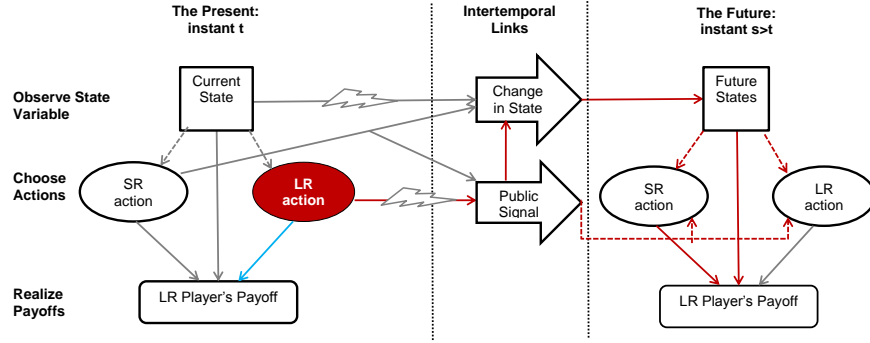 The Present:
instant t
Intertemporal
Links
The Future:
instant s>t
Observe State
Variable
Current
State
Change
in State
Future
States
Choose
Actions
SR
action
LR
action
Public
Signal
SR
action
LR
action
Realize
Payoffs
LR Player's Payoff
LR Player's Payoff